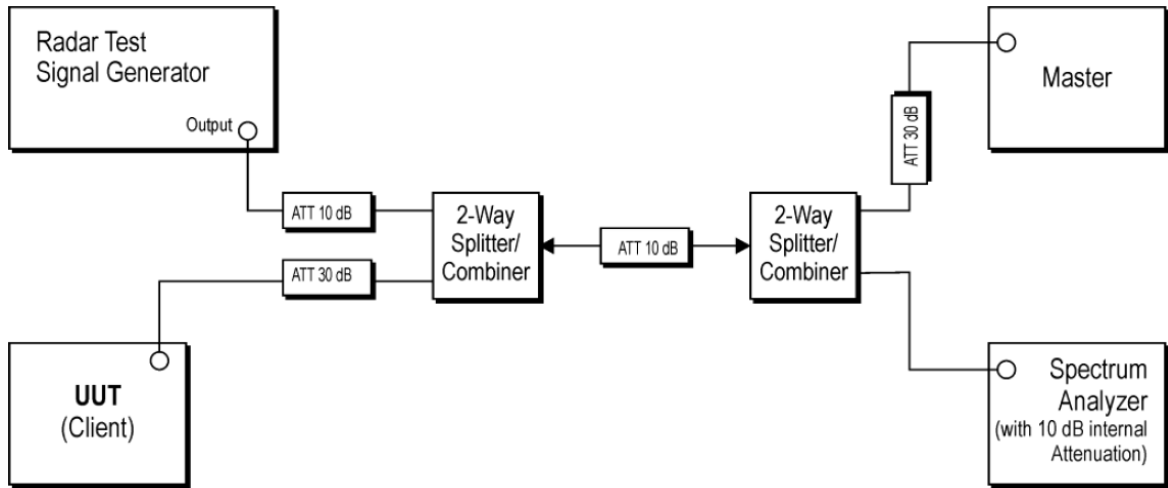 Radar Test
Signal Generator
Output
ATT 10 dB
ATT 30 dB
UUT
(Client)
2-Way
Splitter/
Combiner
ATT 10 dB
2-Way
Splitter/
Combiner
ATT 30 dB
Master
Spectrum
Analyzer
(with 10 dB internal
Attenuation)